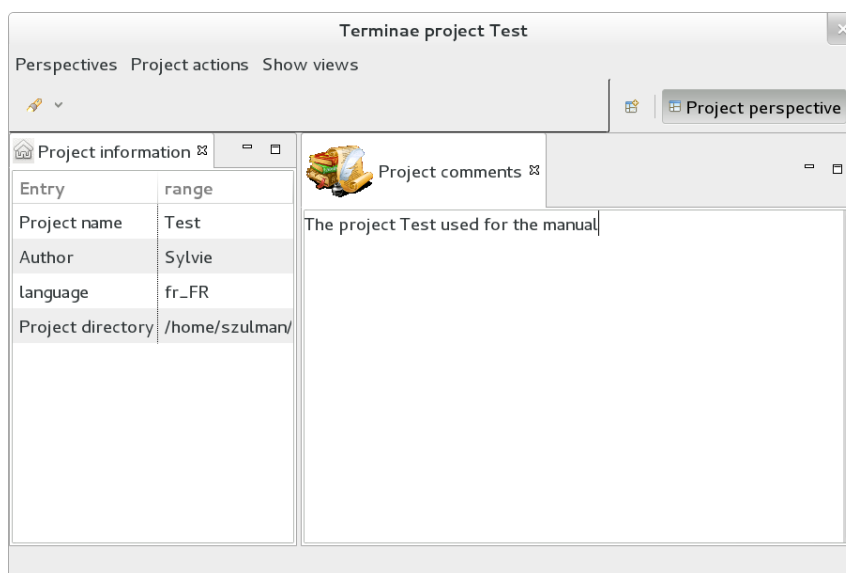 Terminae project Test
Perspectives Project actions Show views
Project perspective
Project information
Entry range
Project name Test
Author Sylvie
language fr_FR
Project directory /home/szulman/
Project comments
The project Test used for the manual